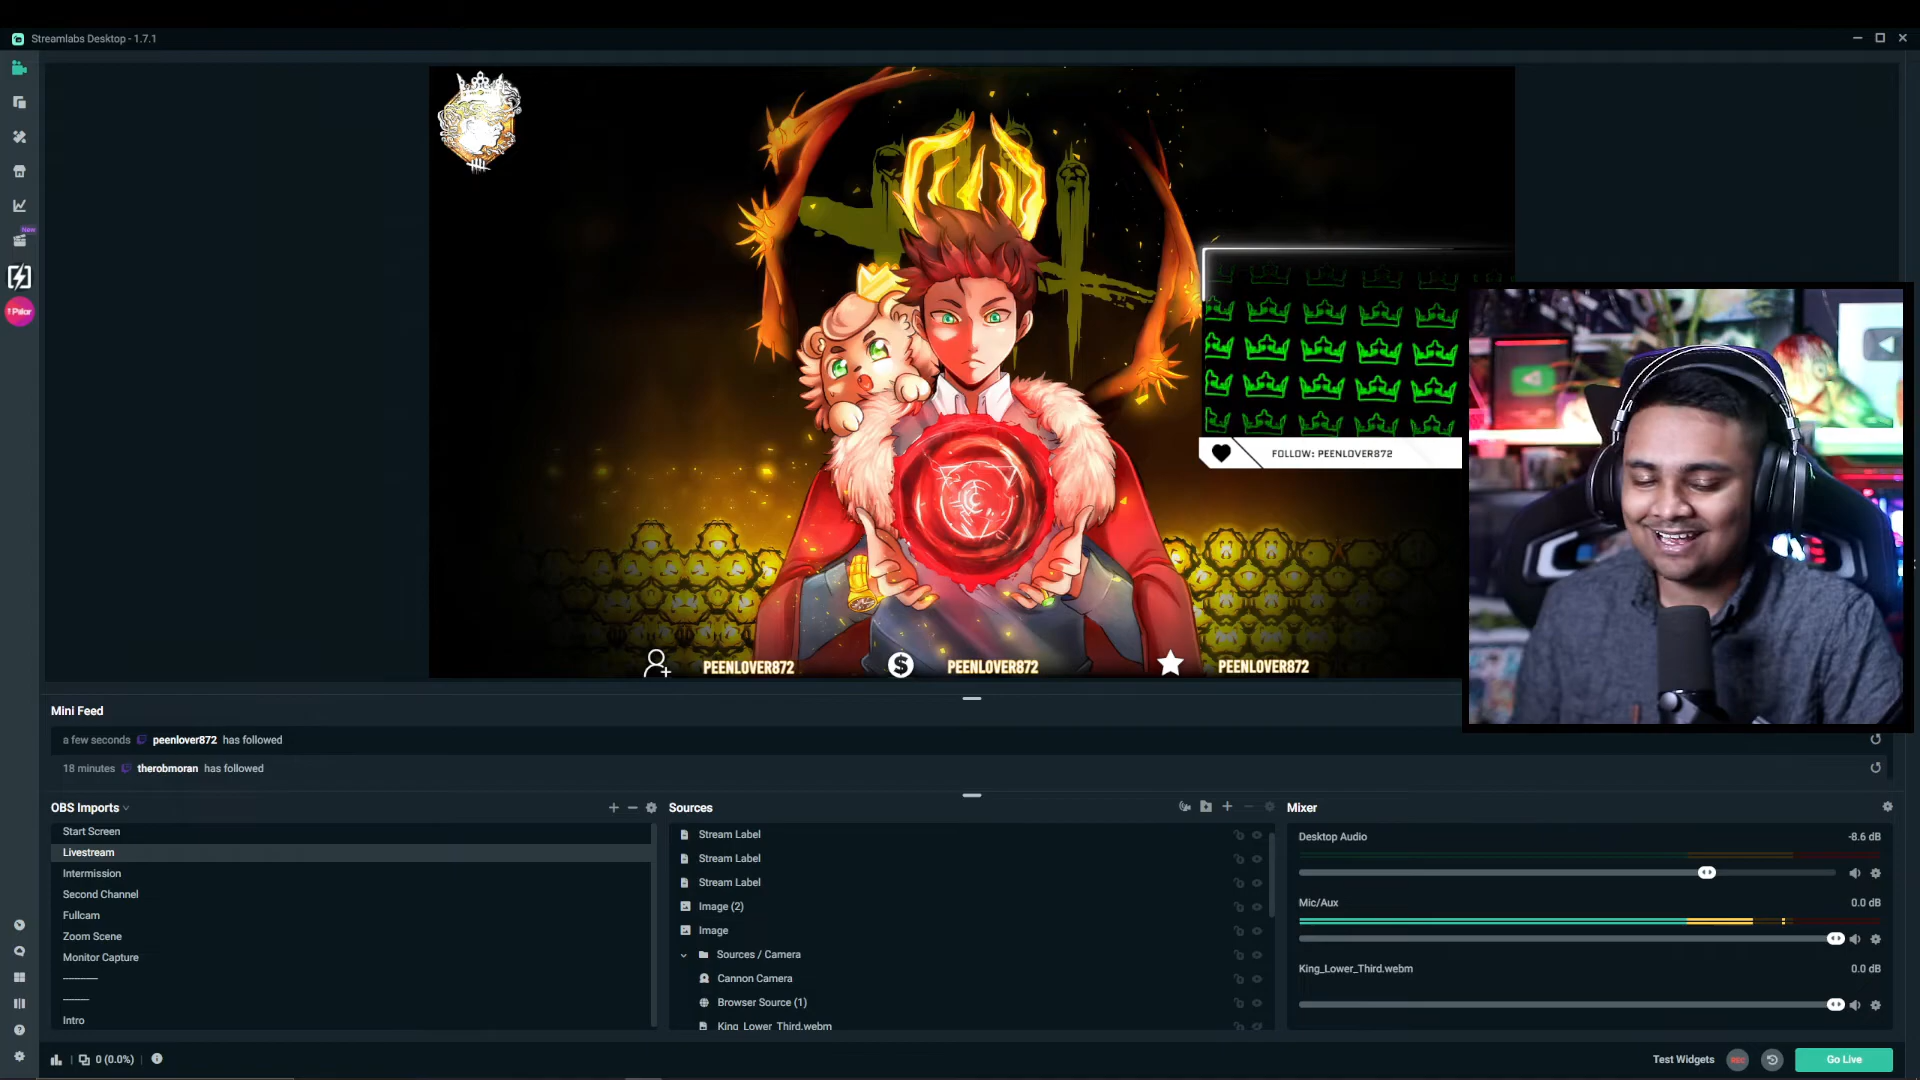 Streamlabs Desktop - 1.7.1
New
Pillar
FOLLOW: PEENLOVER872
PEENLOVER872
PEENLOVER872
PEENLOVER872
Mini Feed
a few seconds peenlover872 has followed
18 minutes therobmoran has followed
OBS Imports
Start Screen
Livestream
Intermission
Second Channel
Fullcam
Zoom Scene
Monitor Capture
--------
------
Intro
Sources
Stream Label
Stream Label
Stream Label
Image (2)
Image
Sources / Camera
Cannon Camera
Browser Source (1)
King_Lower_Third.webm
Mixer
Desktop Audio -8.6 dB
Mic/Aux 0.0 dB
King_Lower_Third.webm 0.0 dB
0 (0.0%)
Test Widgets
REC
Go Live